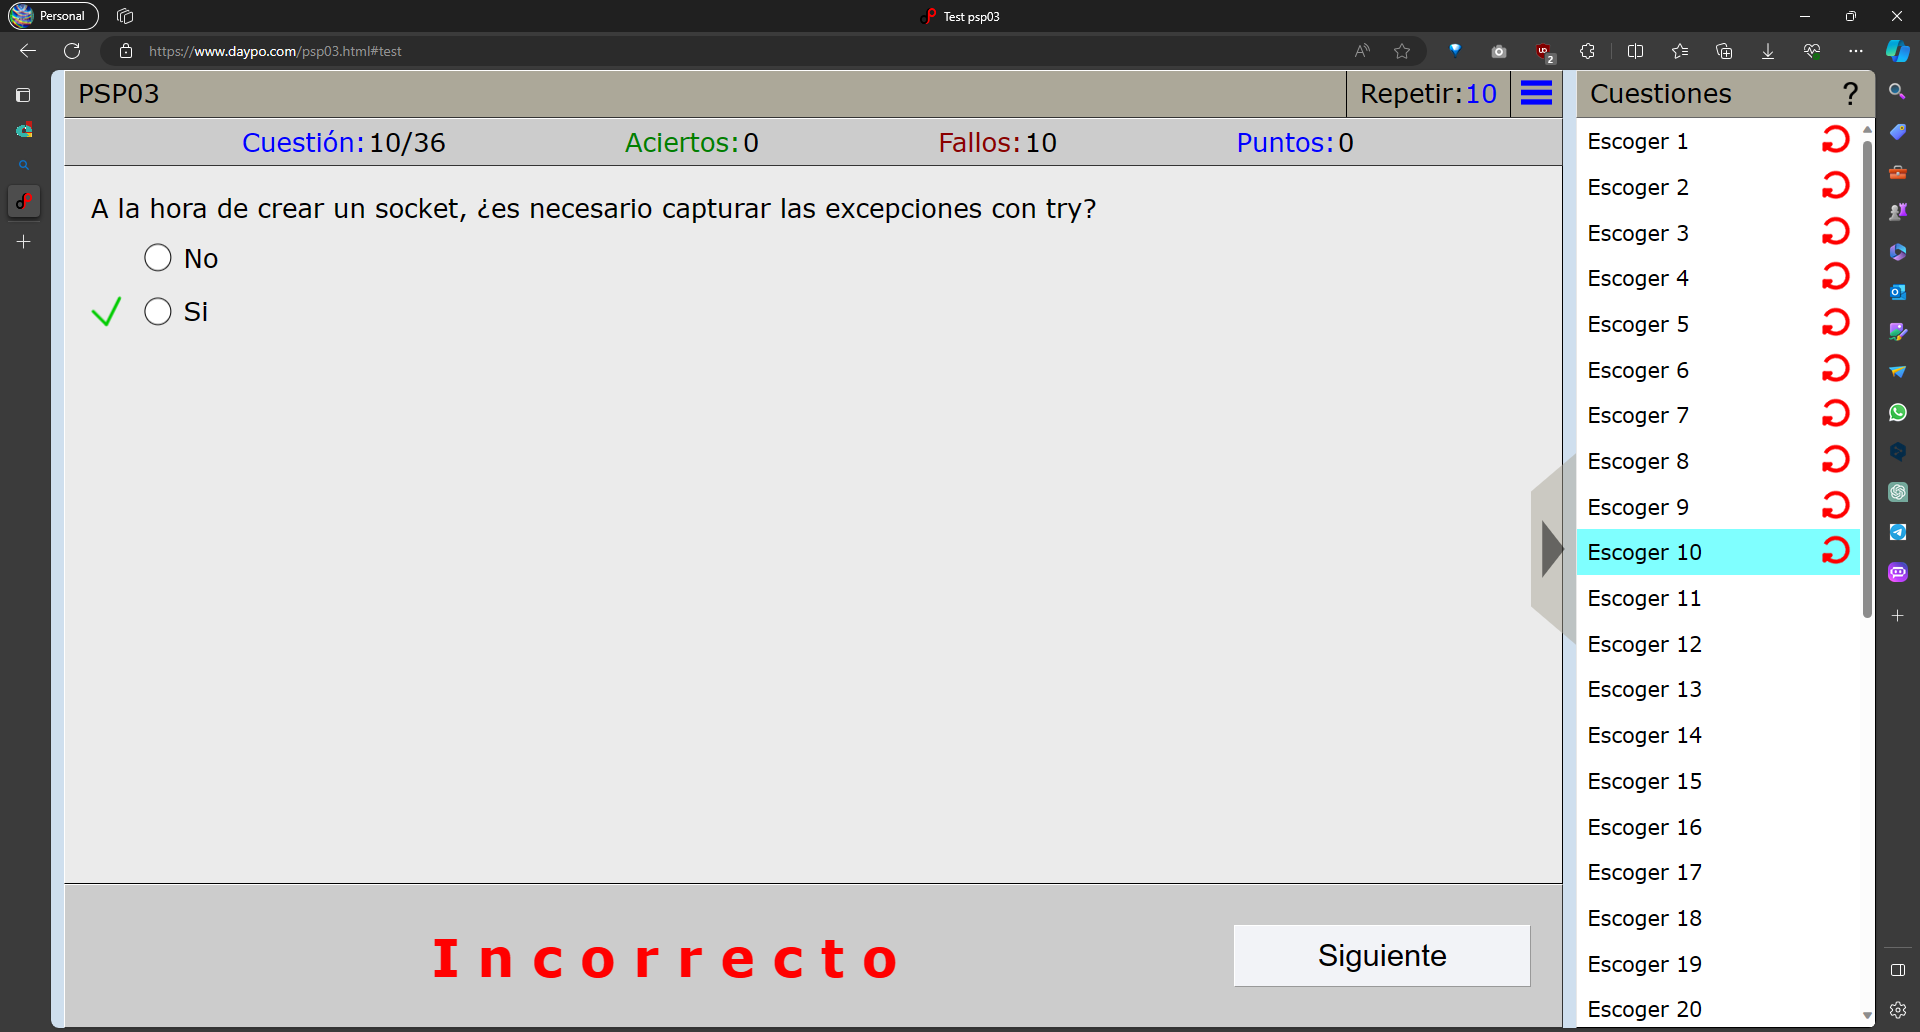 Personal
Test psp03
https://www.daypo.com/psp03.html#test
2
PSP03
Repetir:10
Cuestión:10/36
Aciertos:0
Fallos:10
Puntos:0
A la hora de crear un socket, ¿es necesario capturar las excepciones con try?
No
Si
Incorrecto
Siguiente
Cuestiones ?
Escoger 1
Escoger 2
Escoger 3
Escoger 4
Escoger 5
Escoger 6
Escoger 7
Escoger 8
Escoger 9
Escoger 10
Escoger 11
Escoger 12
Escoger 13
Escoger 14
Escoger 15
Escoger 16
Escoger 17
Escoger 18
Escoger 19
Escoger 20